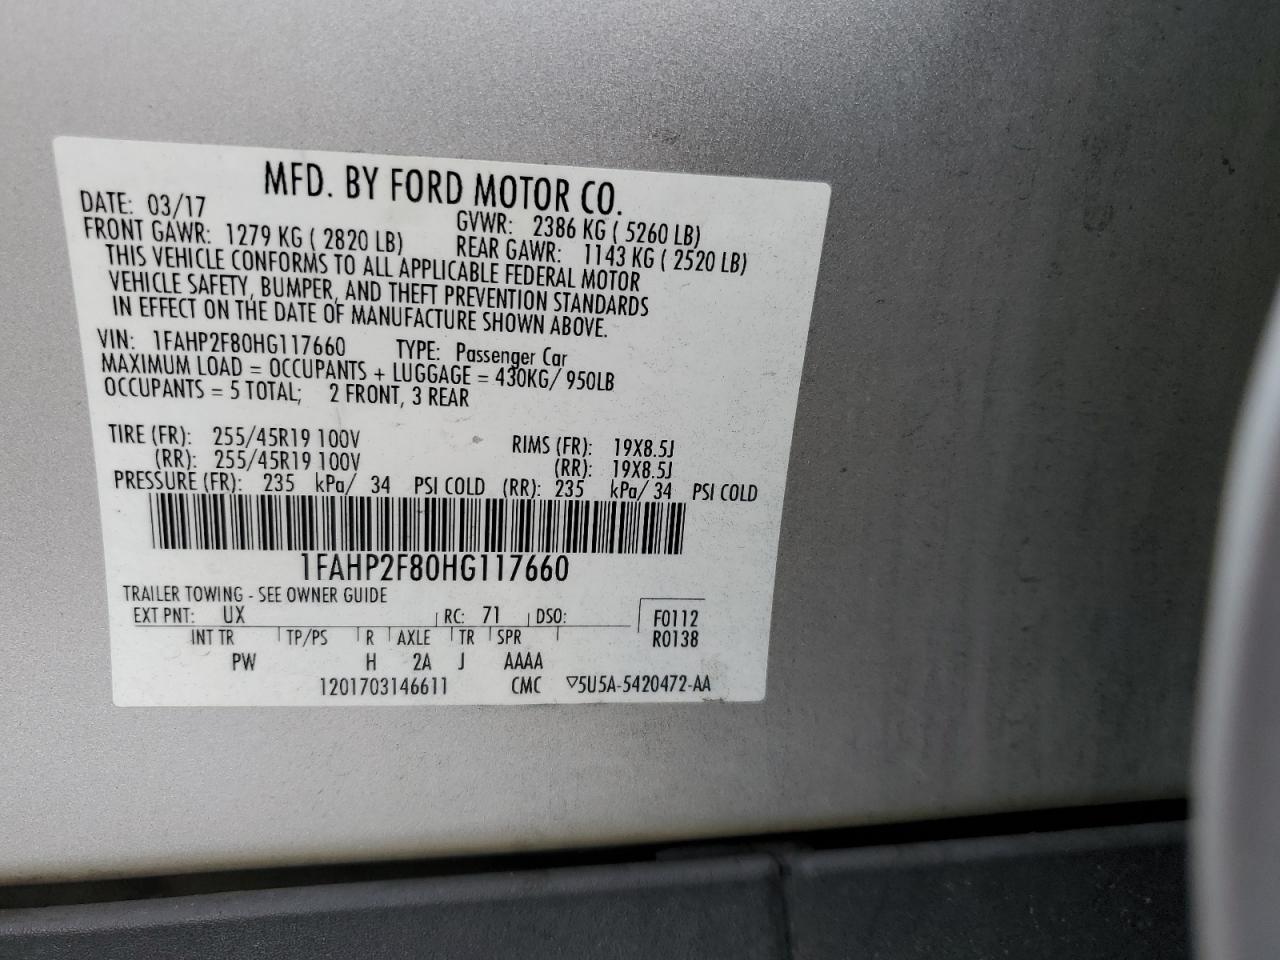 MFD. BY FORD MOTOR CO.
DATE: 03/17 GVWR: 2386 KG ( 5260 LB)
FRONT GAWR: 1279 KG ( 2820 LB) REAR GAWR: 1143 KG ( 2520 LB)
THIS VEHICLE CONFORMS TO ALL APPLICABLE FEDERAL MOTOR
VEHICLE SAFETY, BUMPER, AND THEFT PREVENTION STANDARDS
IN EFFECT ON THE DATE OF MANUFACTURE SHOWN ABOVE.
VIN: 1FAHP2F80HG117660 TYPE: Passenger Car
MAXIMUM LOAD = OCCUPANTS + LUGGAGE = 430KG/ 950LB
OCCUPANTS = 5 TOTAL; 2 FRONT, 3 REAR
TIRE (FR): 255/45R19 100V RIMS (FR): 19X8.5J
(RR): 255/45R19 100V (RR): 19X8.5J
PRESSURE (FR): 235 kPa/ 34 PSI COLD (RR): 235 kPa/ 34 PSI COLD
1FAHP2F80HG117660
TRAILER TOWING - SEE OWNER GUIDE
EXT PNT: UX RC: 71 DSO: F0112
INT TR TP/PS R AXLE TR SPR R0138
PW H 2A J AAAA
1201703146611 CMC ▽5U5A-5420472-AA